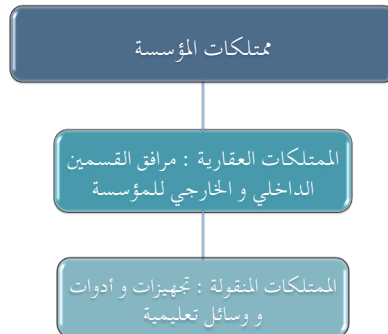 ممتلكات المؤسسة
الممتلكات العقارية : مرافق القسمين
الداخلي و الخارجي للمؤسسة
الممتلكات المنقولة : تجهيزات و أدوات
و وسائل تعليمية